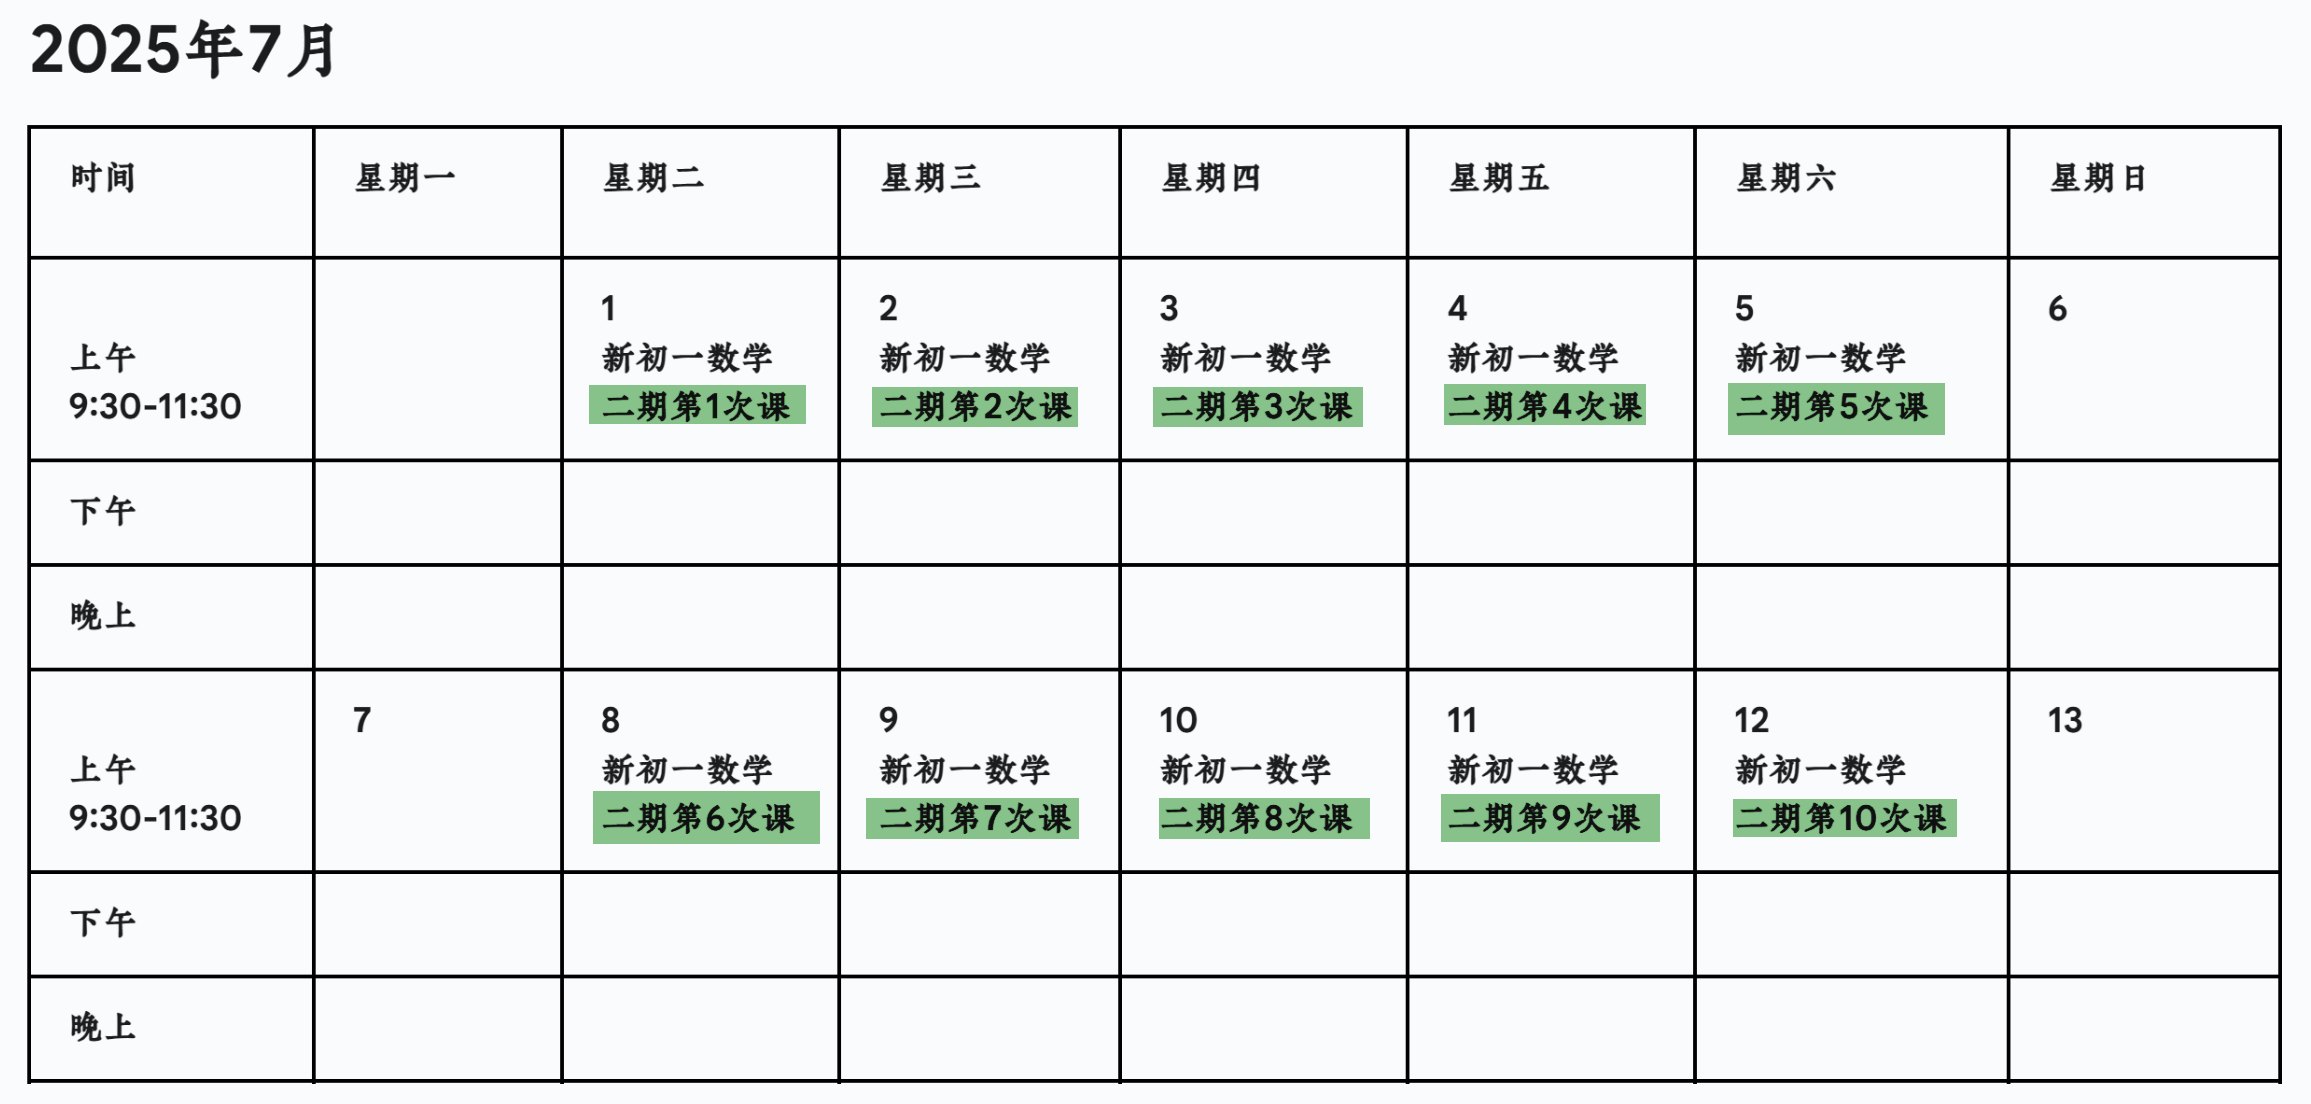 2025年7月
时间 星期一 星期二 星期三 星期四 星期五 星期六 星期日
1 2 3 4 5 6
上午 新初一数学 新初一数学 新初一数学 新初一数学 新初一数学
9:30-11:30 二期第1次课 二期第2次课 二期第3次课 二期第4次课 二期第5次课
下午
晚上
7 8 9 10 11 12 13
上午 新初一数学 新初一数学 新初一数学 新初一数学 新初一数学
9:30-11:30 二期第6次课 二期第7次课 二期第8次课 二期第9次课 二期第10次课
下午
晚上